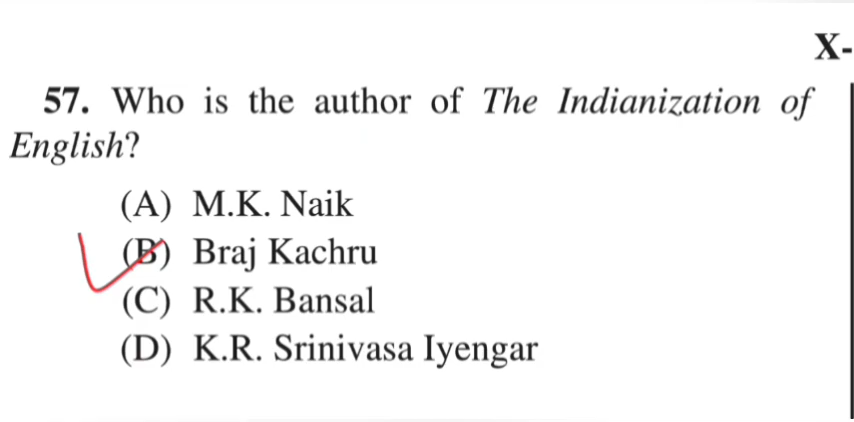 X-
57. Who is the author of The Indianization of
English?
(A) M.K. Naik
(B) Braj Kachru
(C) R.K. Bansal
(D) K.R. Srinivasa Iyengar